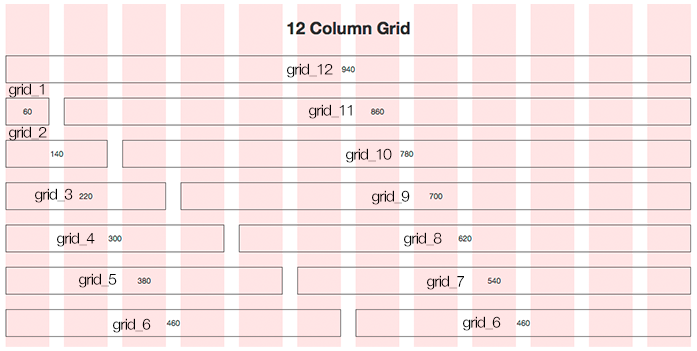 12 Column Grid
grid_12 940
grid_1
60 grid_11 860
grid_2
140 grid_10 780
grid_3 220 grid_9 700
grid_4 300 grid_8 620
grid_5 380 grid_7 540
grid_6 460 grid_6 460